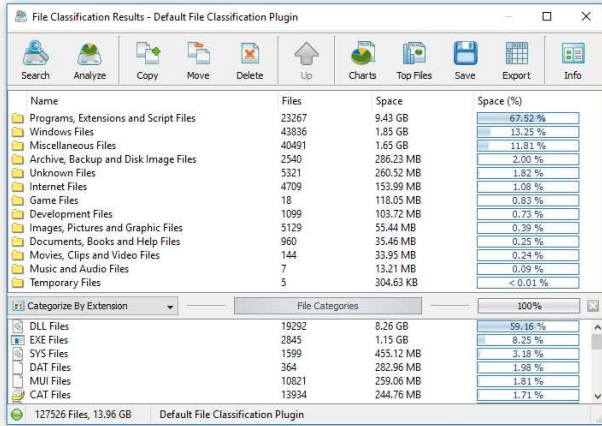 File Classification Results - Default File Classification Plugin
Search Analyze Copy Move Delete Up Charts Top Files Save Export Info
Name Files Space Space (%)
Programs, Extensions and Script Files 23267 9.43 GB 67.52 %
Windows Files 43836 1.85 GB 13.25 %
Miscellaneous Files 40491 1.65 GB 11.81 %
Archive, Backup and Disk Image Files 2540 286.23 MB 2.00 %
Unknown Files 5321 260.52 MB 1.82 %
Internet Files 4709 153.99 MB 1.08 %
Game Files 18 118.05 MB 0.83 %
Development Files 1099 103.72 MB 0.73 %
Images, Pictures and Graphic Files 5129 55.44 MB 0.39 %
Documents, Books and Help Files 960 35.46 MB 0.25 %
Movies, Clips and Video Files 144 33.95 MB 0.24 %
Music and Audio Files 7 13.21 MB 0.09 %
Temporary Files 5 304.63 KB < 0.01 %
Categorize By Extension File Categories 100%
DLL Files 19292 8.26 GB 59.16 %
EXE Files 2845 1.15 GB 8.25 %
SYS Files 1599 455.12 MB 3.18 %
DAT Files 364 282.96 MB 1.98 %
MUI Files 10821 259.06 MB 1.81 %
CAT Files 13934 244.76 MB 1.71 %
127526 Files, 13.96 GB Default File Classification Plugin